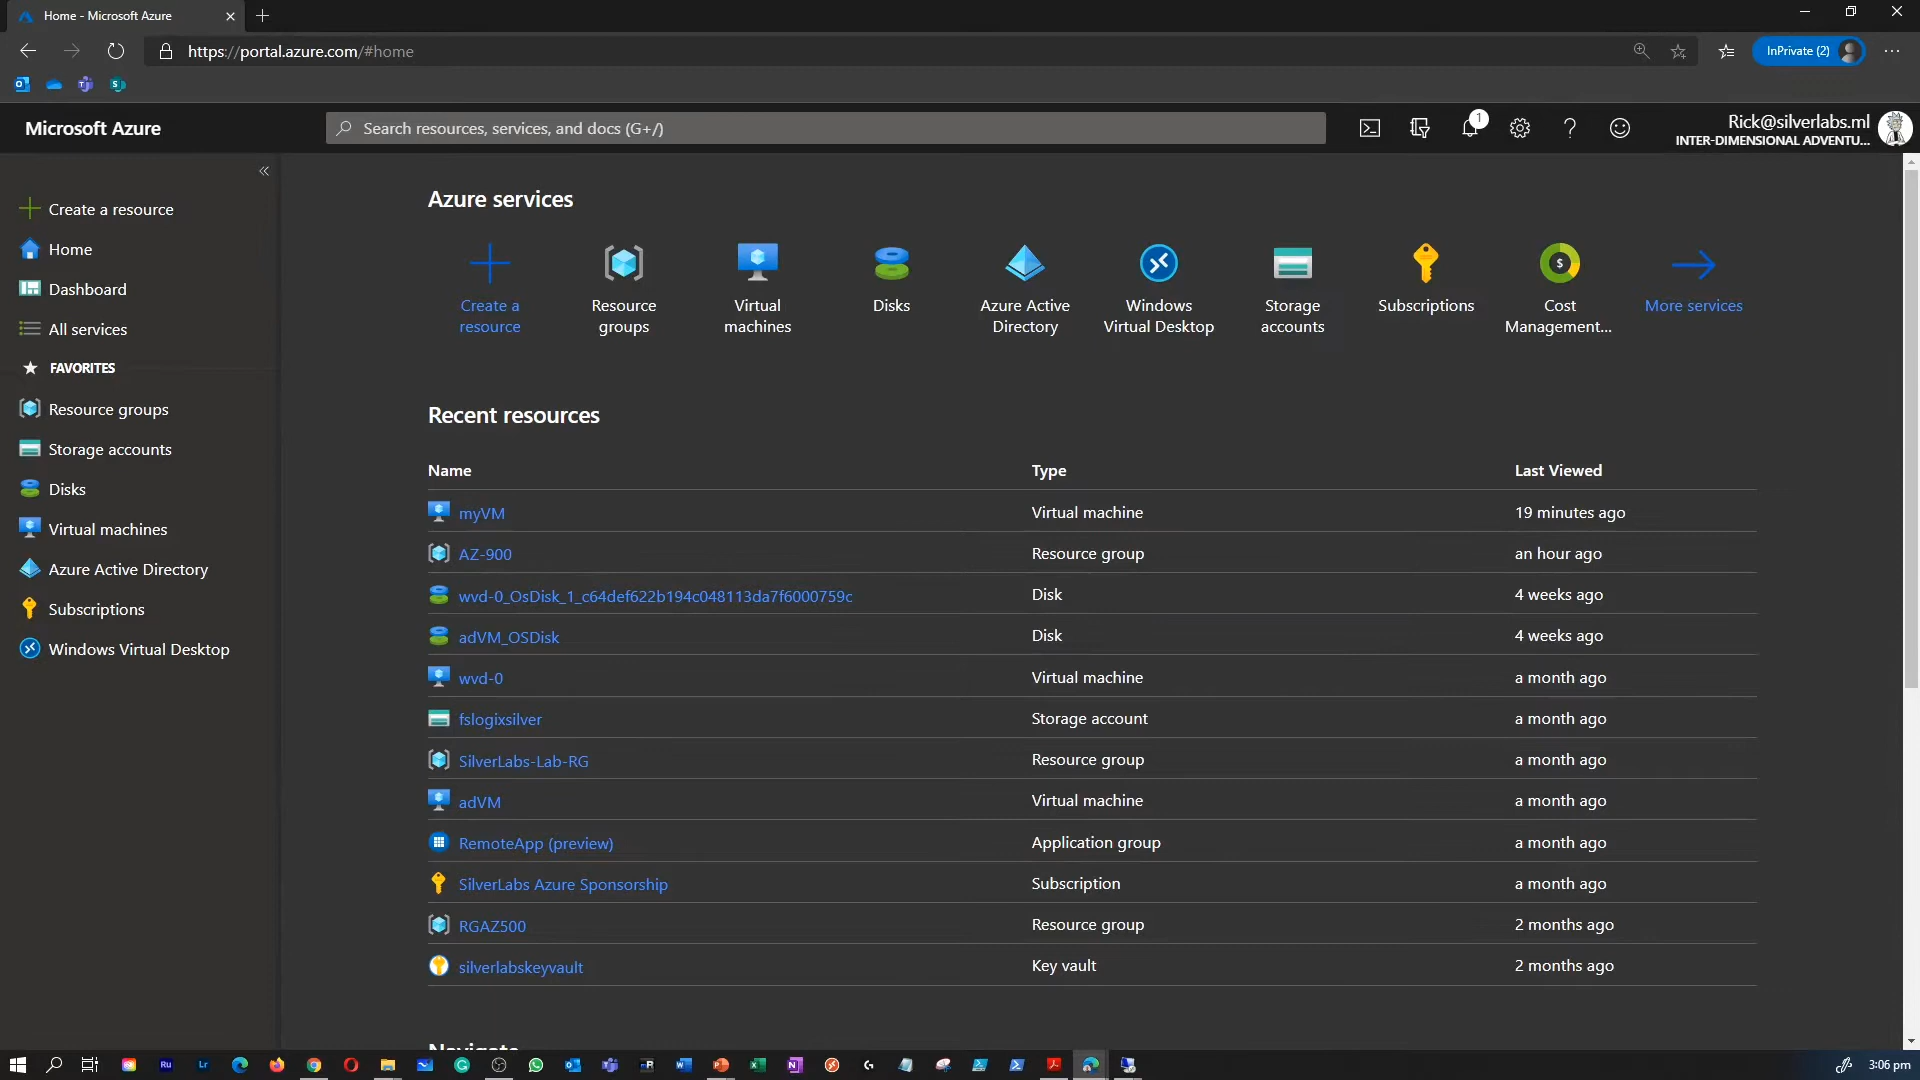 Home - Microsoft Azure
https://portal.azure.com/#home
InPrivate (2)
Microsoft Azure
Search resources, services, and docs (G+/)
1
Rick@silverlabs.ml
INTER-DIMENSIONAL ADVENTU...
Create a resource
Home
Dashboard
All services
FAVORITES
Resource groups
Storage accounts
Disks
Virtual machines
Azure Active Directory
Subscriptions
Windows Virtual Desktop
Azure services
Create a
resource
Resource
groups
Virtual
machines
Disks
Azure Active
Directory
Windows
Virtual Desktop
Storage
accounts
Subscriptions
Cost
Management...
More services
Recent resources
Name Type Last Viewed
myVM Virtual machine 19 minutes ago
AZ-900 Resource group an hour ago
wvd-0_OsDisk_1_c64def622b194c048113da7f6000759c Disk 4 weeks ago
adVM_OSDisk Disk 4 weeks ago
wvd-0 Virtual machine a month ago
fslogixsilver Storage account a month ago
SilverLabs-Lab-RG Resource group a month ago
adVM Virtual machine a month ago
RemoteApp (preview) Application group a month ago
SilverLabs Azure Sponsorship Subscription a month ago
RGAZ500 Resource group 2 months ago
silverlabskeyvault Key vault 2 months ago
Navigate
Ru
Lr
3:06 pm